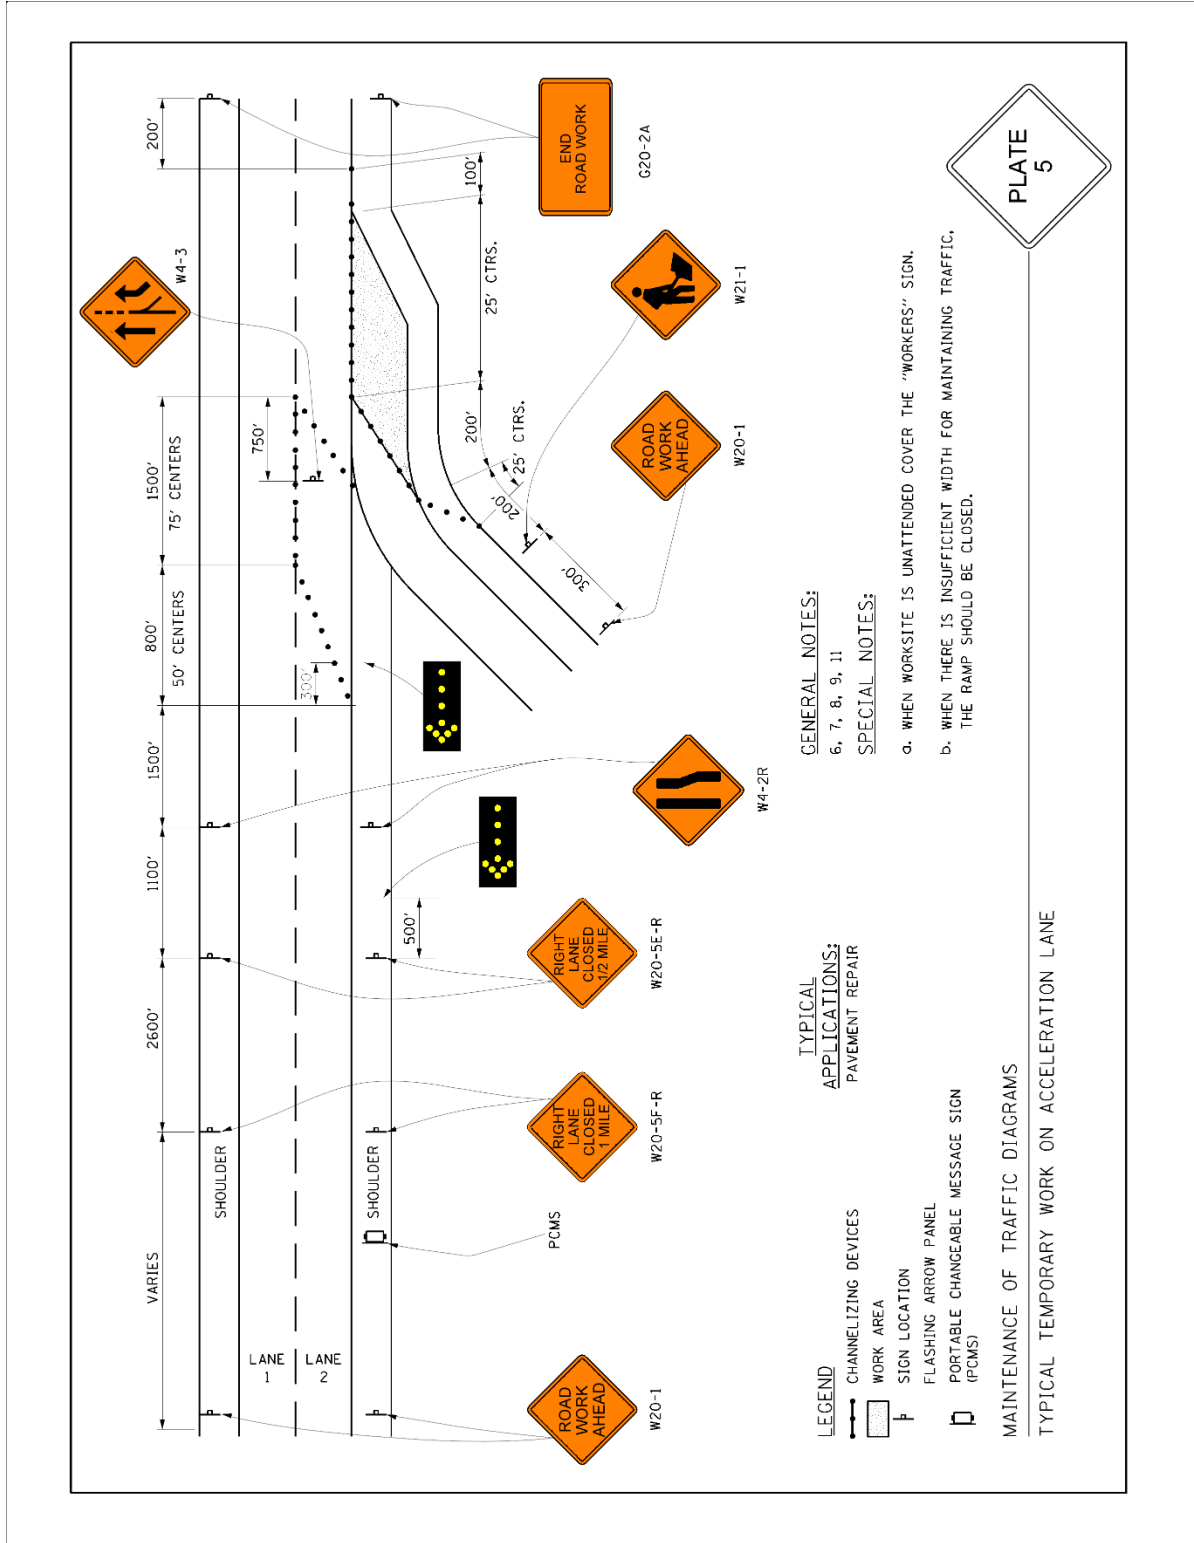 200'
W4-3
750'
1500'
75' CENTERS
800'
50' CENTERS
300'
1500'
1100'
2600'
VARIES
SHOULDER
LANE
1
LANE
2
SHOULDER
PCMS
500'
100'
25' CTRS.
200'
25' CTRS.
200'
300'
END
ROAD WORK
G20-2A
W21-1
ROAD
WORK
AHEAD
W20-1
W4-2R
RIGHT
LANE
CLOSED
1/2 MILE
W20-5E-R
RIGHT
LANE
CLOSED
1 MILE
W20-5F-R
ROAD
WORK
AHEAD
W20-1
LEGEND
CHANNELIZING DEVICES
WORK AREA
SIGN LOCATION
FLASHING ARROW PANEL
PORTABLE CHANGEABLE MESSAGE SIGN
(PCMS)
TYPICAL
APPLICATIONS:
PAVEMENT REPAIR
GENERAL NOTES:
6, 7, 8, 9, 11
SPECIAL NOTES:
a. WHEN WORKSITE IS UNATTENDED COVER THE "WORKERS" SIGN.
b. WHEN THERE IS INSUFFICIENT WIDTH FOR MAINTAINING TRAFFIC,
THE RAMP SHOULD BE CLOSED.
MAINTENANCE OF TRAFFIC DIAGRAMS
TYPICAL TEMPORARY WORK ON ACCELERATION LANE
PLATE
5